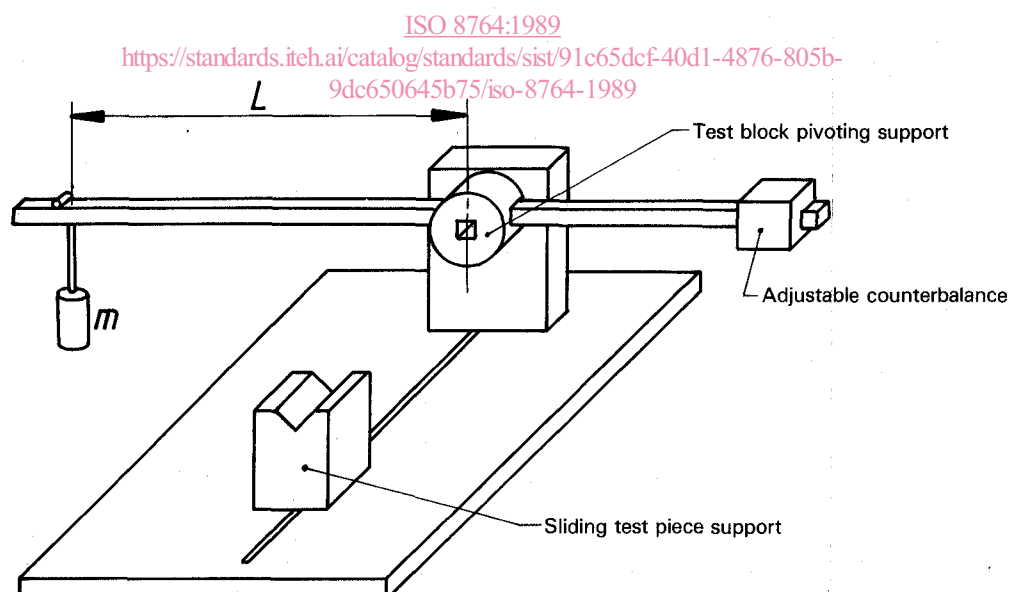 ISO 8764:1989
https://standards.iteh.ai/catalog/standards/sist/91c65dcf-40d1-4876-805b-
9dc650645b75/iso-8764-1989
L
Test block pivoting support
Adjustable counterbalance
m
Sliding test piece support